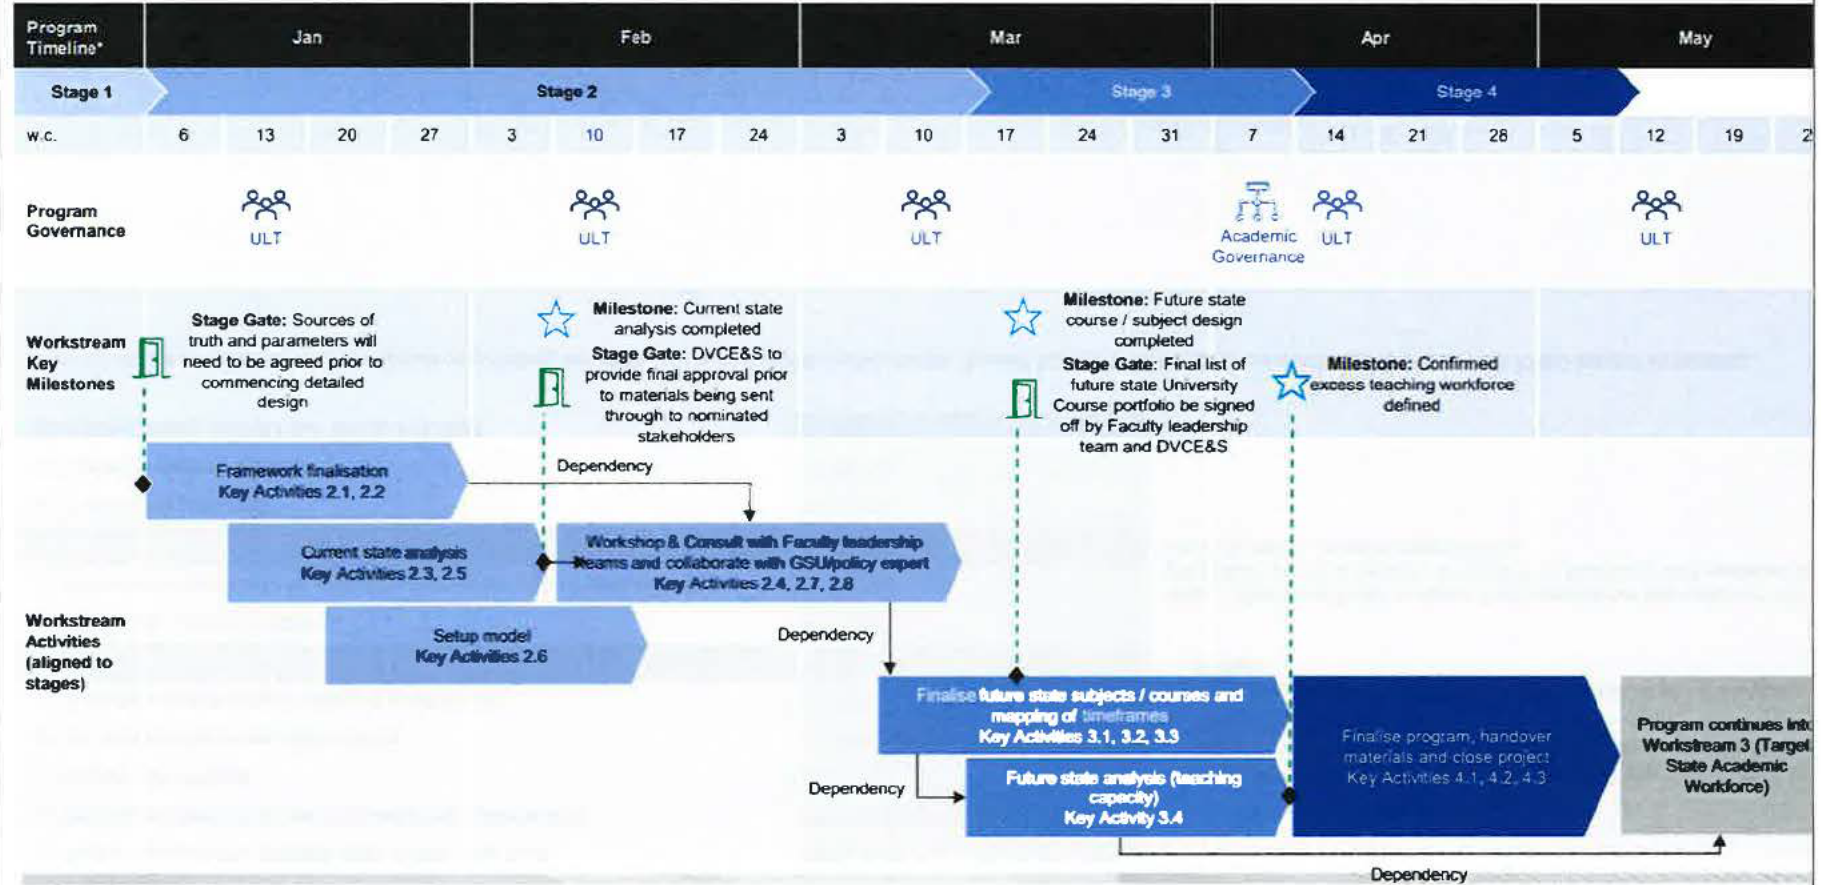 Program
Timeline*
Jan
Feb
Mar
Apr
May
Stage 1
Stage 2
Stage 3
Stage 4
w.c.
6
13
20
27
3
10
17
24
3
10
17
24
31
7
14
21
28
5
12
19
Program
Governance
ULT
ULT
ULT
Academic
Governance
ULT
ULT
Workstream
Key
Milestones
Stage Gate: Sources of
truth and parameters will
need to be agreed prior to
commencing detailed
design
Milestone: Current state
analysis completed
Stage Gate: DVCE&S to
provide final approval prior
to materials being sent
through to nominated
stakeholders
Milestone: Future state
course / subject design
completed
Stage Gate: Final list of
future state University
Course portfolio be signed
off by Faculty leadership
team and DVCE&S
Milestone: Confirmed
excess teaching workforce
defined
Workstream
Activities
(aligned to
stages)
Framework finalisation
Key Activities 2.1, 2.2
Dependency
Current state analysis
Key Activities 2.3, 2.5
Workshop & Consult with Faculty leadership
teams and collaborate with GSU/policy expert
Key Activities 2.4, 2.7, 2.8
Setup model
Key Activities 2.6
Dependency
Finalise future state subjects / courses and
mapping of timeframes
Key Activities 3.1, 3.2, 3.3
Dependency
Future state analysis (teaching
capacity)
Key Activity 3.4
Finalise program, handover
materials and close project
Key Activities 4.1, 4.2, 4.3
Program continues into
Workstream 3 (Target
State Academic
Workforce)
Dependency